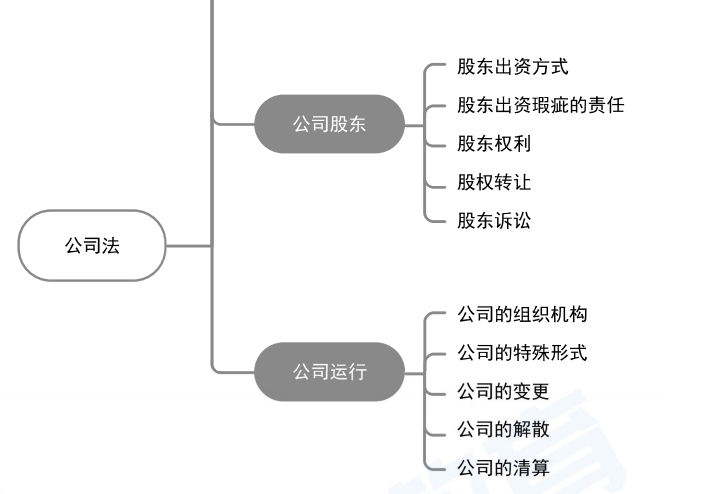 股东出资方式
股东出资瑕疵的责任
公司股东
股东权利
股权转让
股东诉讼
公司法
公司的组织机构
公司的特殊形式
公司运行
公司的变更
公司的解散
公司的清算